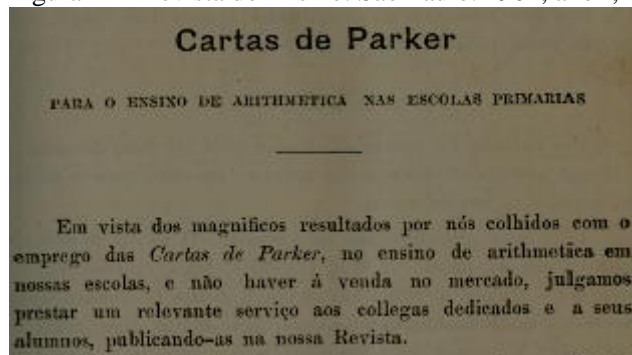 Cartas de Parker
PARA O ENSINO DE ARITHMETICA NAS ESCOLAS PRIMARIAS
Em vista dos magnificos resultados por nós colhidos com o
emprego das Cartas de Parker, no ensino de arithmetica em
nossas escolas, e não haver á venda no mercado, julgamos
prestar um relevante serviço aos collegas dedicados e a seus
alumnos, publicando-as na nossa Revista.